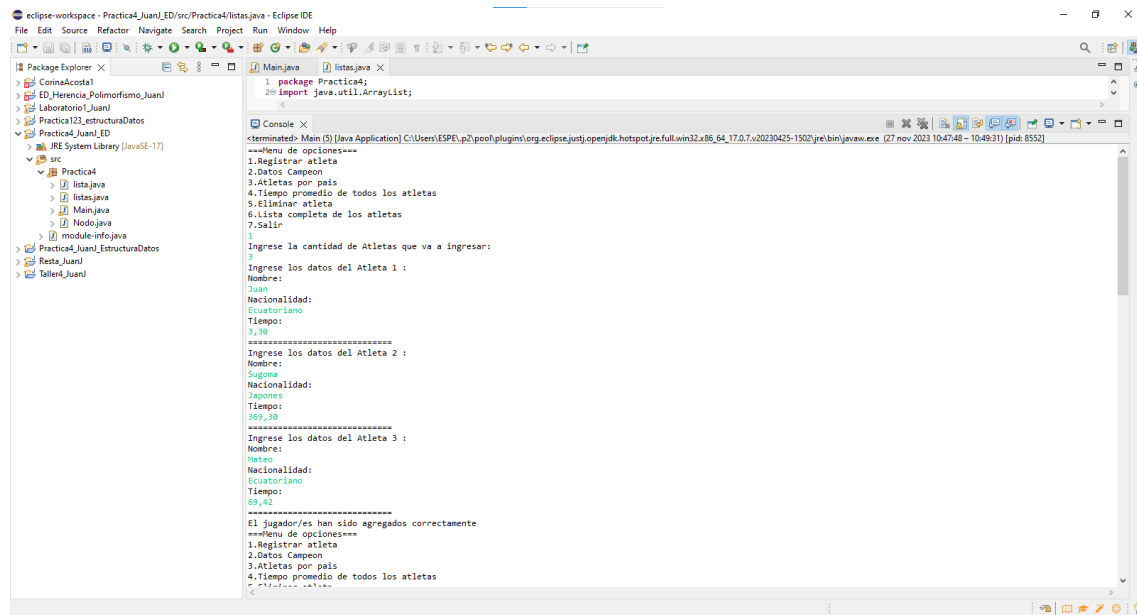 eclipse-workspace - Practica4_JuanJ_ED/src/Practica4/listas.java - Eclipse IDE
File Edit Source Refactor Navigate Search Project Run Window Help
Package Explorer
CorinaAcosta1
ED_Herencia_Polimorfismo_JuanJ
Laboratorio1_JuanJ
Practica123_estructuraDatos
Practica4_JuanJ_ED
JRE System Library [JavaSE-17]
src
Practica4
lista.java
listas.java
Main.java
Nodo.java
module-info.java
Practica4_JuanJ_EstructuraDatos
Resta_JuanJ
Taller4_JuanJ
Main.java listas.java
1 package Practica4;
2 import java.util.ArrayList;
Console
<terminated> Main (5) [Java Application] C:\Users\ESPE\.p2\pool\plugins\org.eclipse.justj.openjdk.hotspot.jre.full.win32.x86_64_17.0.7.v20230425-1502\jre\bin\javaw.exe (27 nov 2023 10:47:48 – 10:49:31) [pid: 8552]
===Menu de opciones===
1.Registrar atleta
2.Datos Campeon
3.Atletas por pais
4.Tiempo promedio de todos los atletas
5.Eliminar atleta
6.Lista completa de los atletas
7.Salir
1
Ingrese la cantidad de Atletas que va a ingresar:
3
Ingrese los datos del Atleta 1 :
Nombre:
Juan
Nacionalidad:
Ecuatoriano
Tiempo:
3,30
=============================
Ingrese los datos del Atleta 2 :
Nombre:
Sugoma
Nacionalidad:
Japones
Tiempo:
369,30
=============================
Ingrese los datos del Atleta 3 :
Nombre:
Mateo
Nacionalidad:
Ecuatoriano
Tiempo:
69,42
=============================
El jugador/es han sido agregados correctamente
===Menu de opciones===
1.Registrar atleta
2.Datos Campeon
3.Atletas por pais
4.Tiempo promedio de todos los atletas
5.Eliminar atleta